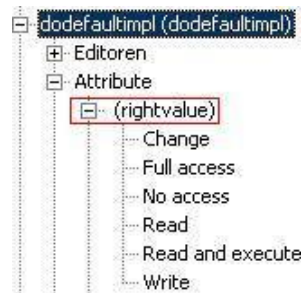 dodefaultimpl (dodefaultimpl)
Editoren
Attribute
(rightvalue)
Change
Full access
No access
Read
Read and execute
Write